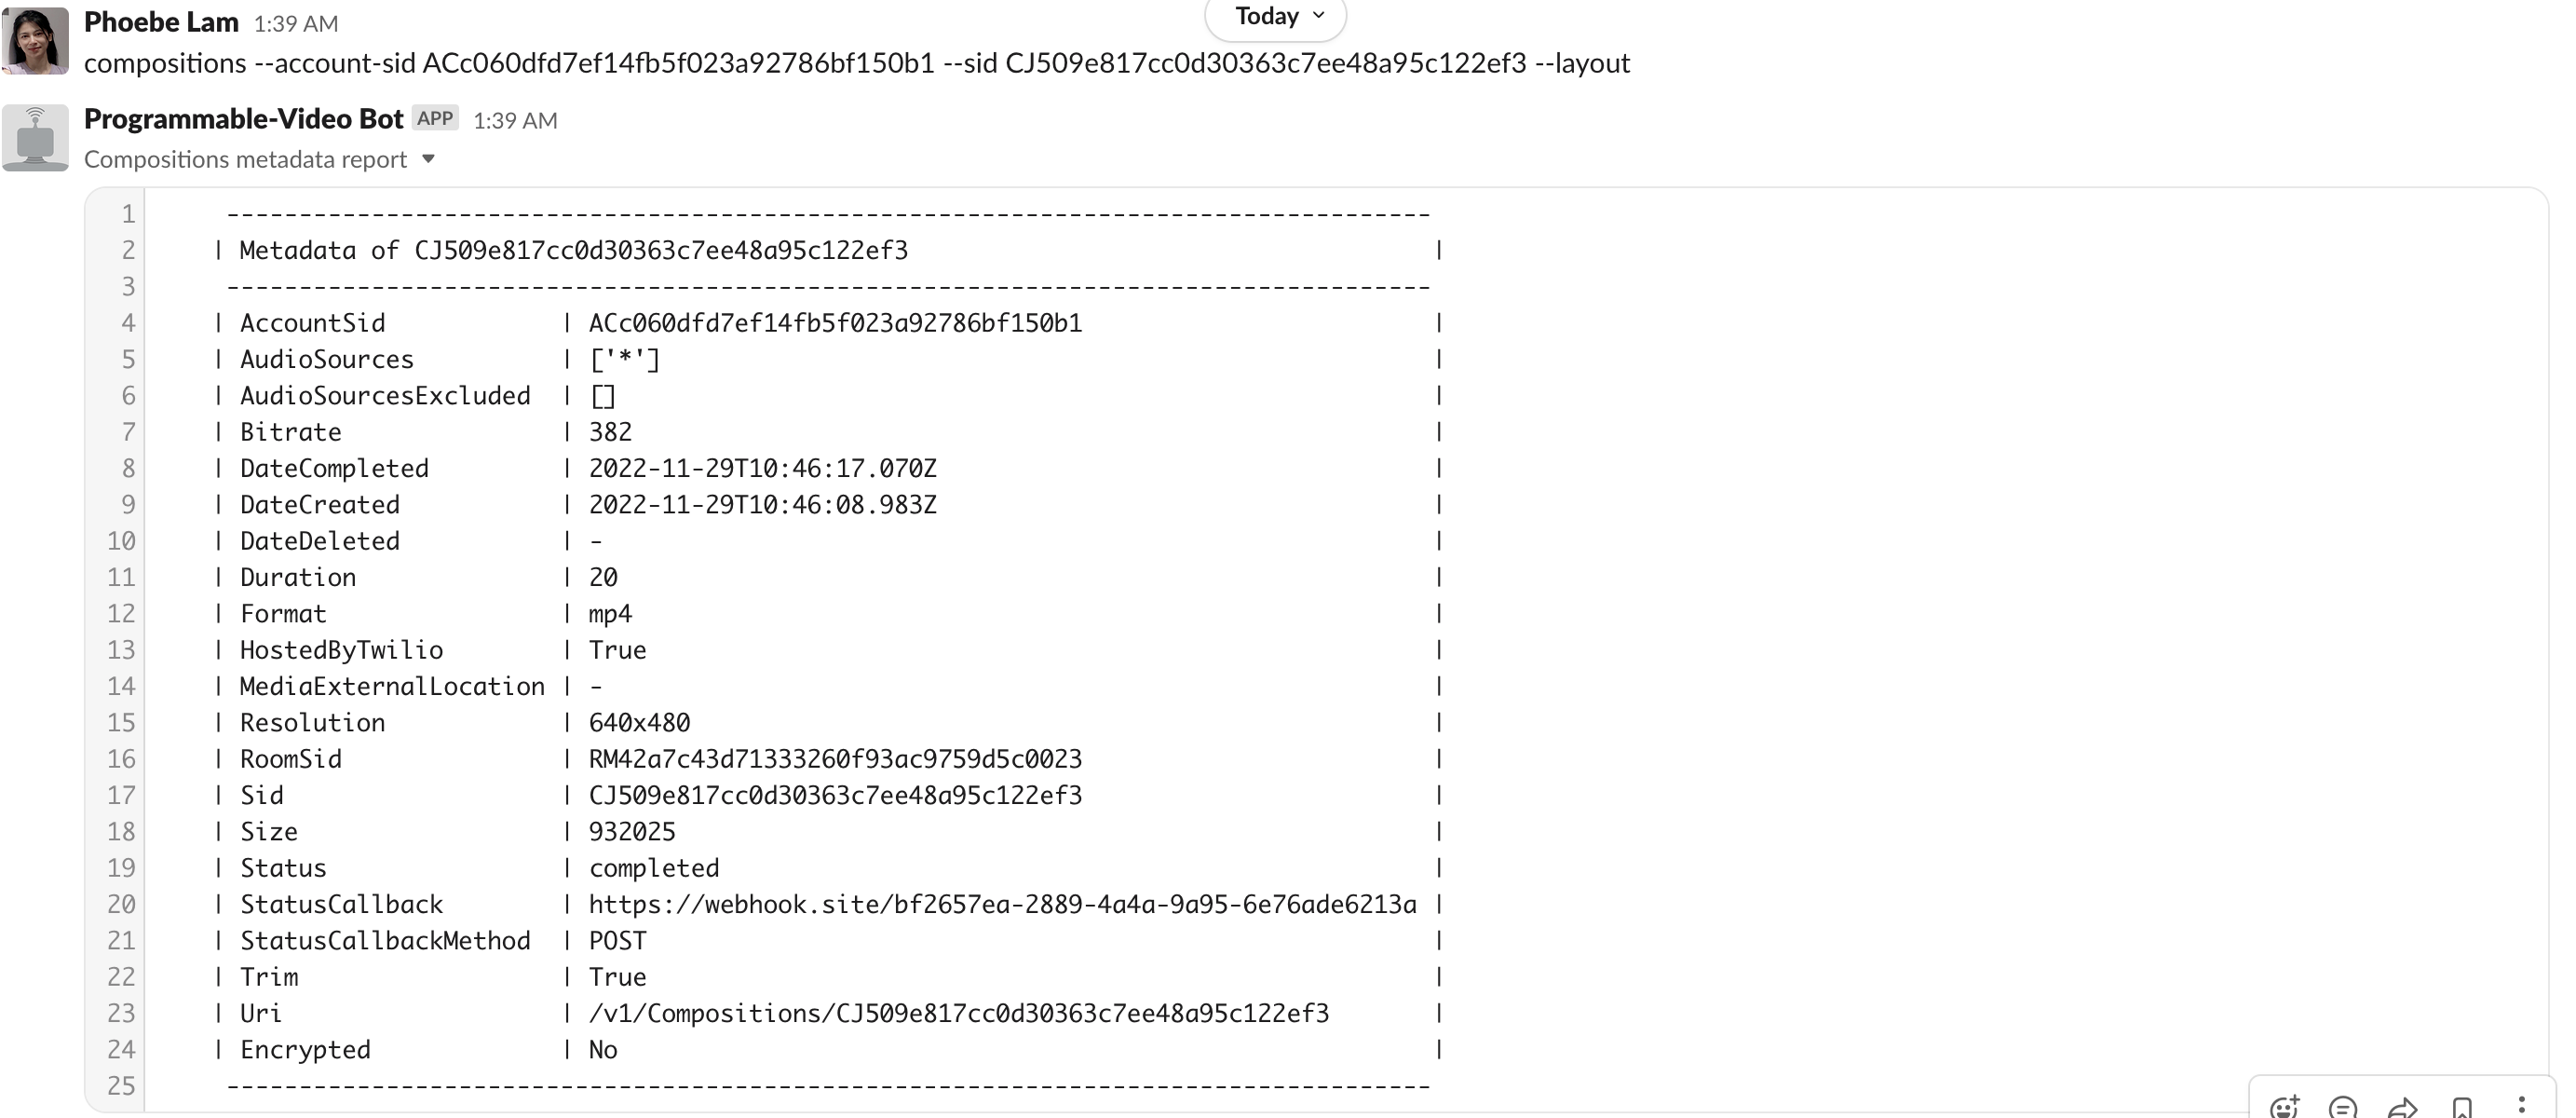 Today
Phoebe Lam 1:39 AM
compositions --account-sid ACc060dfd7ef14fb5f023a92786bf150b1 --sid CJ509e817cc0d30363c7ee48a95c122ef3 --layout
Programmable-Video Bot APP 1:39 AM
Compositions metadata report
1 -----------------------------------------------------------------------------------
2 | Metadata of CJ509e817cc0d30363c7ee48a95c122ef3 |
3 -----------------------------------------------------------------------------------
4 | AccountSid | ACc060dfd7ef14fb5f023a92786bf150b1 |
5 | AudioSources | ['*'] |
6 | AudioSourcesExcluded | [] |
7 | Bitrate | 382 |
8 | DateCompleted | 2022-11-29T10:46:17.070Z |
9 | DateCreated | 2022-11-29T10:46:08.983Z |
10 | DateDeleted | - |
11 | Duration | 20 |
12 | Format | mp4 |
13 | HostedByTwilio | True |
14 | MediaExternalLocation | - |
15 | Resolution | 640x480 |
16 | RoomSid | RM42a7c43d71333260f93ac9759d5c0023 |
17 | Sid | CJ509e817cc0d30363c7ee48a95c122ef3 |
18 | Size | 932025 |
19 | Status | completed |
20 | StatusCallback | https://webhook.site/bf2657ea-2889-4a4a-9a95-6e76ade6213a |
21 | StatusCallbackMethod | POST |
22 | Trim | True |
23 | Uri | /v1/Compositions/CJ509e817cc0d30363c7ee48a95c122ef3 |
24 | Encrypted | No |
25 -----------------------------------------------------------------------------------